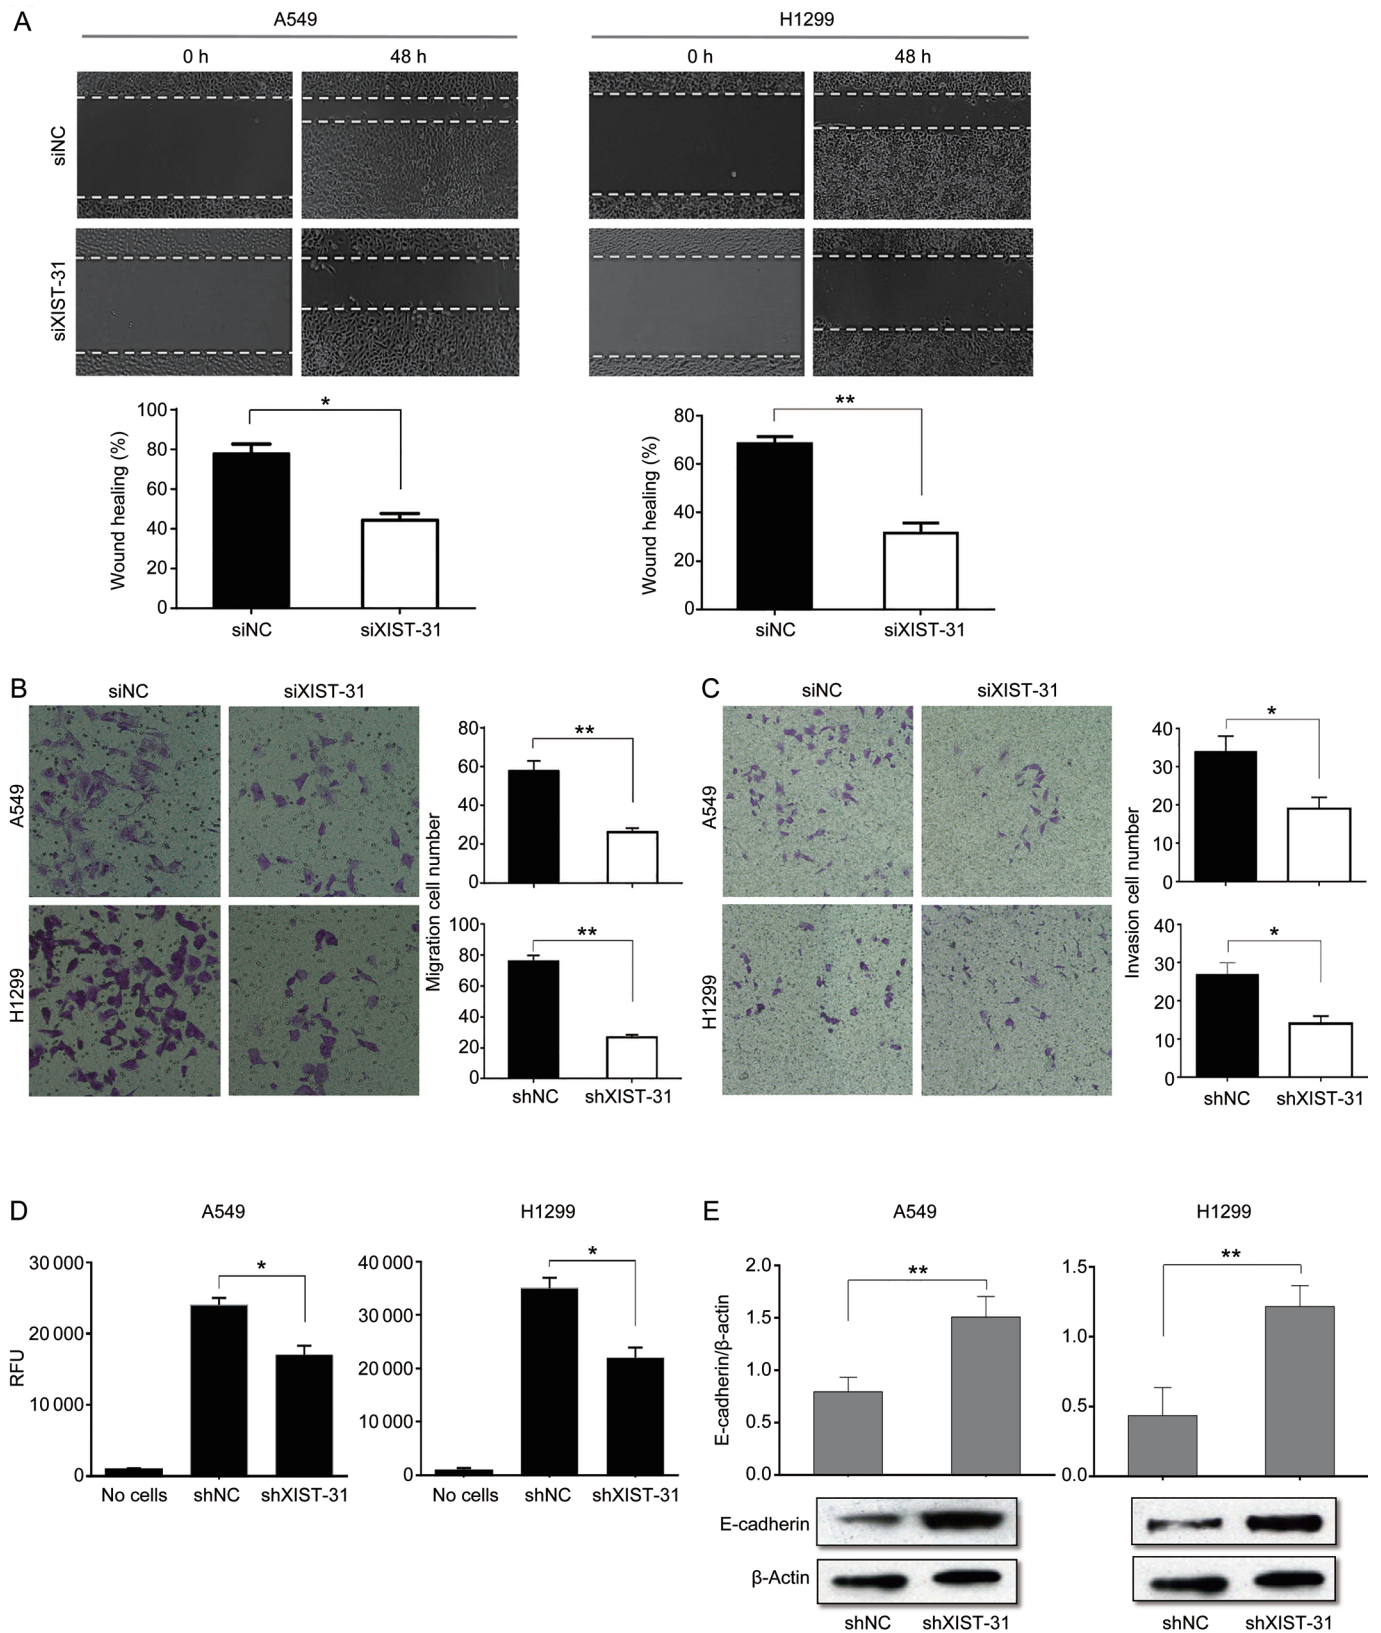 A
A549
H1299
0 h
48 h
0 h
48 h
siNC
siXIST-31
Wound healing (%)
100
80
60
40
20
0
*
siNC
siXIST-31
Wound healing (%)
80
60
40
20
0
**
siNC
siXIST-31
B
siNC
siXIST-31
A549
H1299
Migration cell number
80
60
40
20
0
**
100
80
60
40
20
0
**
shNC
shXIST-31
C
siNC
siXIST-31
A549
H1299
Invasion cell number
40
30
20
10
0
*
40
30
20
10
0
*
shNC
shXIST-31
D
A549
RFU
30 000
20 000
10 000
0
*
No cells
shNC
shXIST-31
H1299
40 000
30 000
20 000
10 000
0
*
No cells
shNC
shXIST-31
E
A549
E-cadherin/β-actin
2.0
1.5
1.0
0.5
0.0
**
H1299
1.5
1.0
0.5
0.0
**
E-cadherin
β-Actin
shNC
shXIST-31
shNC
shXIST-31